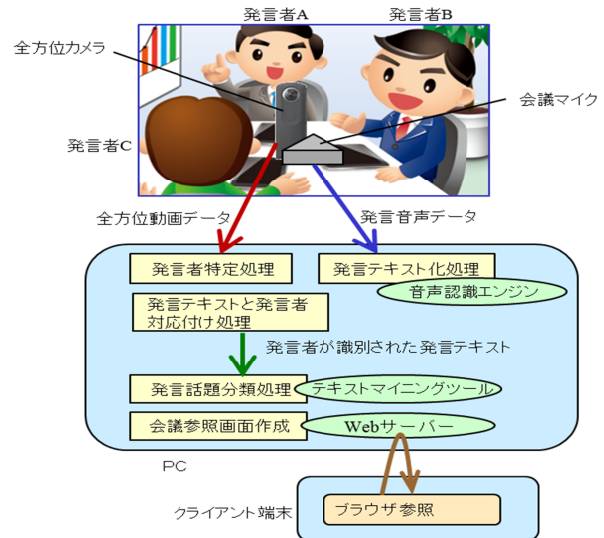 発言者A
発言者B
全方位カメラ
会議マイク
発言者C
全方位動画データ
発言音声データ
発言者特定処理
発言テキスト化処理
音声認識エンジン
発言テキストと発言者
対応付け処理
発言者が識別された発言テキスト
発言話題分類処理
テキストマイニングツール
会議参照画面作成
Webサーバー
PC
クライアント端末
ブラウザ参照